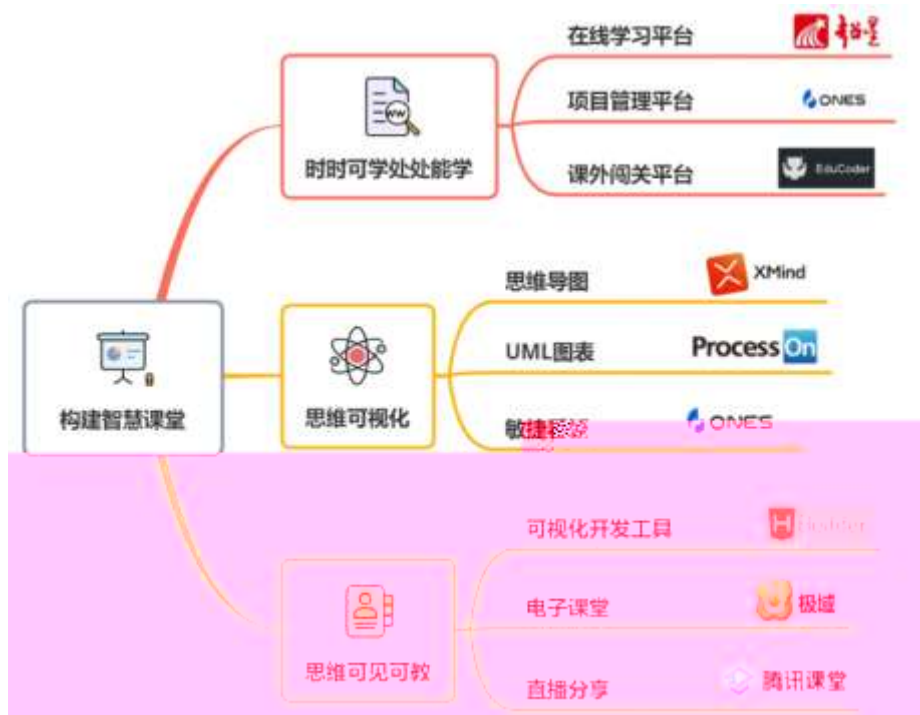 在线学习平台
项目管理平台
ONES
课外闯关平台
EduCoder
时时可学处处能学
思维导图
XMind
UML图表
ProcessOn
敏捷
ONES
构建智慧课堂
思维可视化
可视化开发工具
HBuilder
电子课堂
极域
思维可见可教
直播分享
腾讯课堂